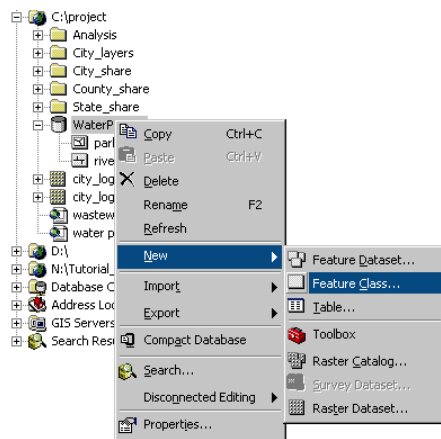 C:\project
Analysis
City_layers
City_share
County_share
State_share
WaterP
par
rive
city_log
city_log
wastew
water p
D:\
N:\Tutorial_
Database C
Address Loc
GIS Servers
Search Resu
Copy Ctrl+C
Paste Ctrl+V
Delete
Rename F2
Refresh
New
Import
Export
Compact Database
Search...
Disconnected Editing
Properties...
Feature Dataset...
Feature Class...
Table...
Toolbox
Raster Catalog...
Survey Dataset...
Raster Dataset...